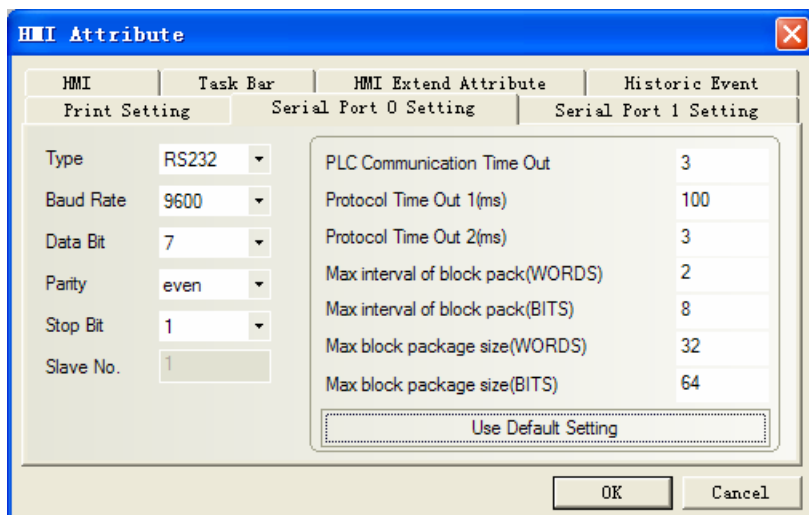 HMI Attribute
HMI Task Bar HMI Extend Attribute Historic Event
Print Setting Serial Port 0 Setting Serial Port 1 Setting
Type RS232
Baud Rate 9600
Data Bit 7
Parity even
Stop Bit 1
Slave No. 1
PLC Communication Time Out 3
Protocol Time Out 1(ms) 100
Protocol Time Out 2(ms) 3
Max interval of block pack(WORDS) 2
Max interval of block pack(BITS) 8
Max block package size(WORDS) 32
Max block package size(BITS) 64
Use Default Setting
OK Cancel